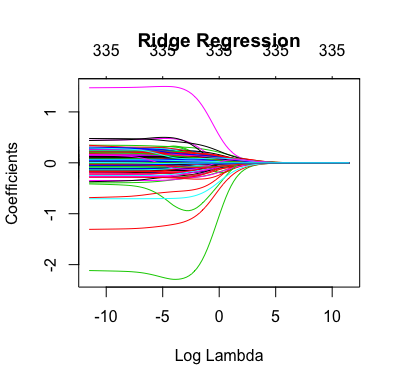 Ridge Regression
335 335 335 335 335
1
0
-1
-2
Coefficients
-10 -5 0 5 10
Log Lambda